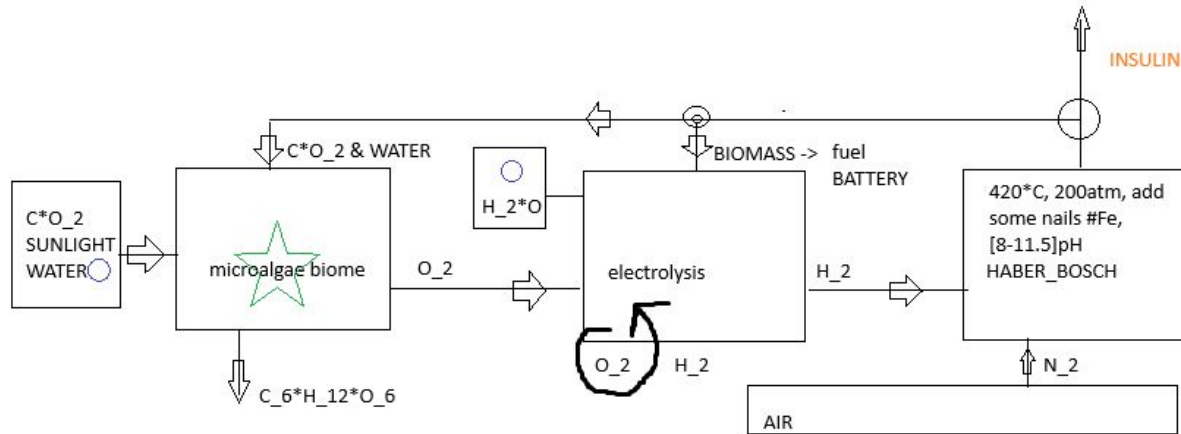 INSULIN
C*O_2 & WATER
BIOMASS -> fuel
BATTERY
H_2*O
C*O_2
SUNLIGHT
WATER
microalgae biome
O_2
electrolysis
H_2
420*C, 200atm, add
some nails #Fe,
[8-11.5]pH
HABER_BOSCH
O_2 H_2
N_2
C_6*H_12*O_6
AIR